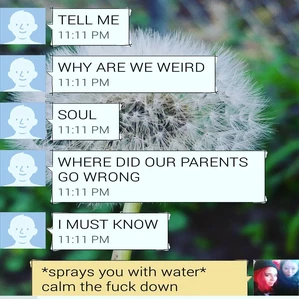 TELL ME
11:11 PM
WHY ARE WE WEIRD
11:11 PM
SOUL
11:11 PM
WHERE DID OUR PARENTS
GO WRONG
11:11 PM
I MUST KNOW
11:11 PM
*sprays you with water*
calm the fuck down